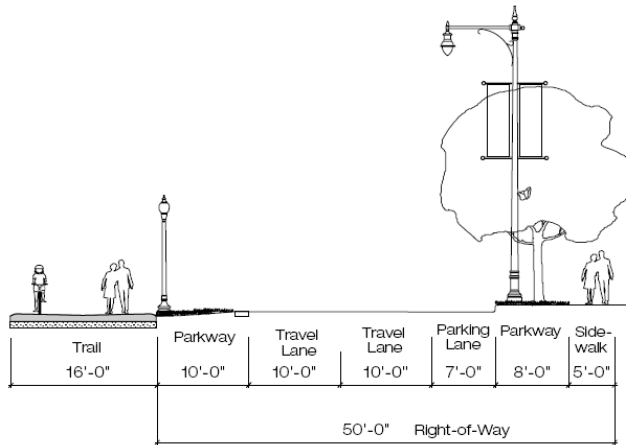 Trail
16'-0"
Parkway
10'-0"
Travel
Lane
10'-0"
Travel
Lane
10'-0"
Parking
Lane
7'-0"
Parkway
8'-0"
Side-
walk
5'-0"
50'-0" Right-of-Way